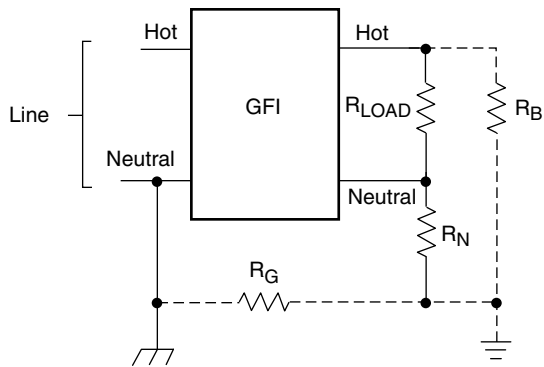 Hot
Hot
GFI
Line
R_LOAD
R_B
Neutral
Neutral
R_N
R_G